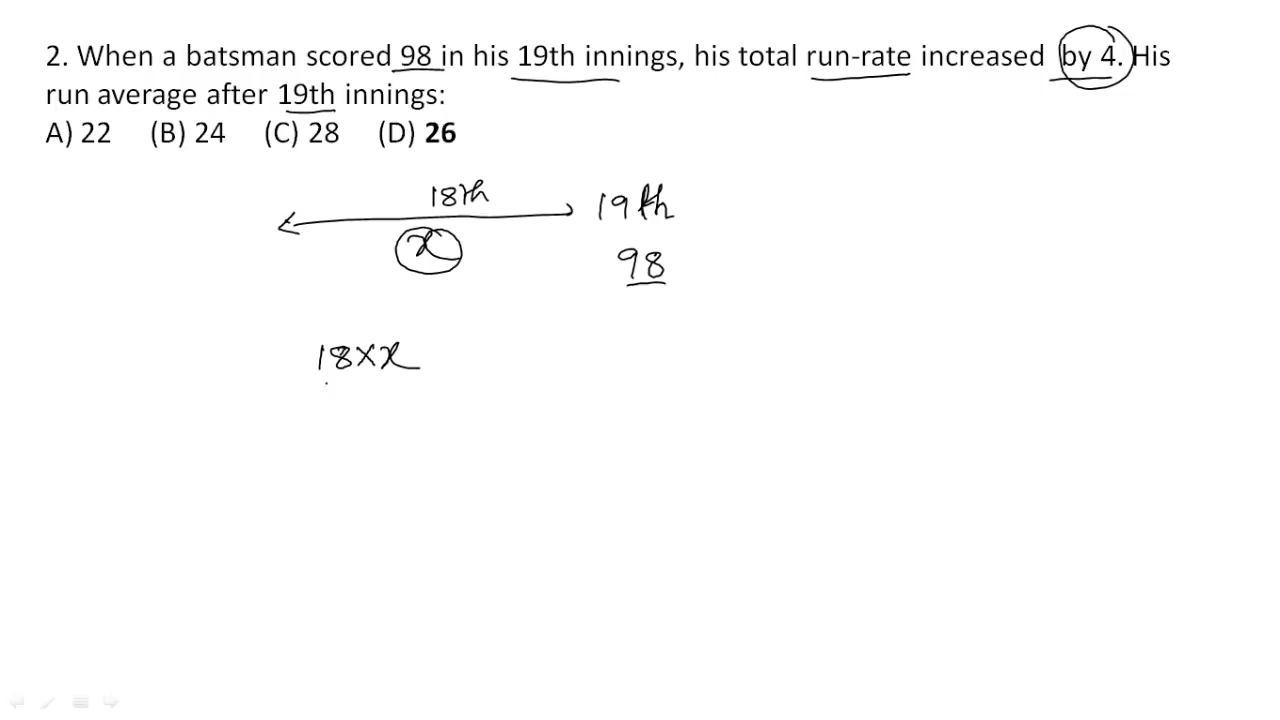 2. When a batsman scored 98 in his 19th innings, his total run-rate increased by 4. His
run average after 19th innings:
A) 22 (B) 24 (C) 28 (D) 26
18th 19th
x 98
18×x